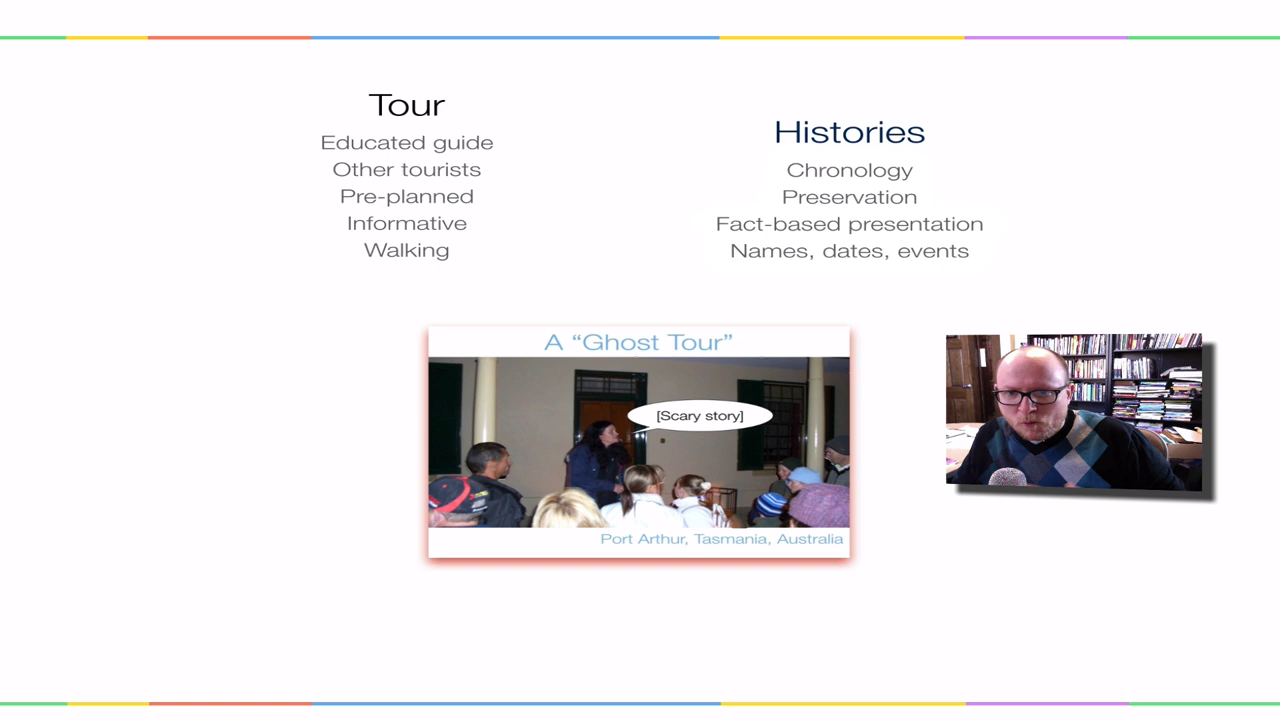 Tour
Educated guide
Other tourists
Pre-planned
Informative
Walking
Histories
Chronology
Preservation
Fact-based presentation
Names, dates, events
A “Ghost Tour”
[Scary story]
Port Arthur, Tasmania, Australia